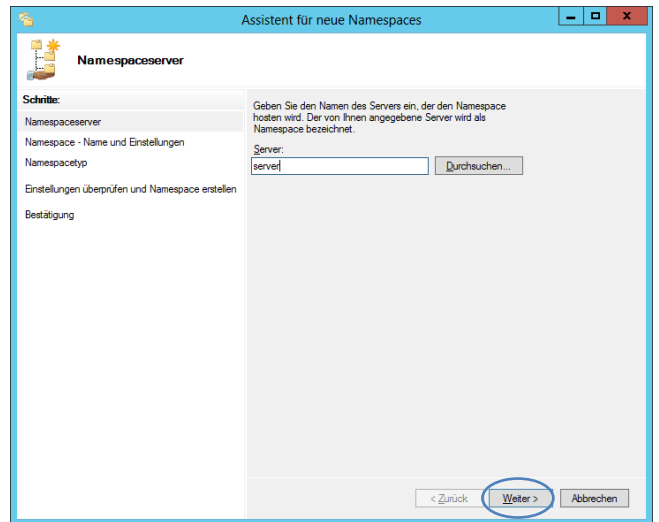 Assistent für neue Namespaces
Namespaceserver
Schritte:
Namespaceserver
Namespace - Name und Einstellungen
Namespacetyp
Einstellungen überprüfen und Namespace erstellen
Bestätigung
Geben Sie den Namen des Servers ein, der den Namespace
hosten wird. Der von Ihnen angegebene Server wird als
Namespace bezeichnet.
Server:
server
Durchsuchen...
< Zurück
Weiter >
Abbrechen